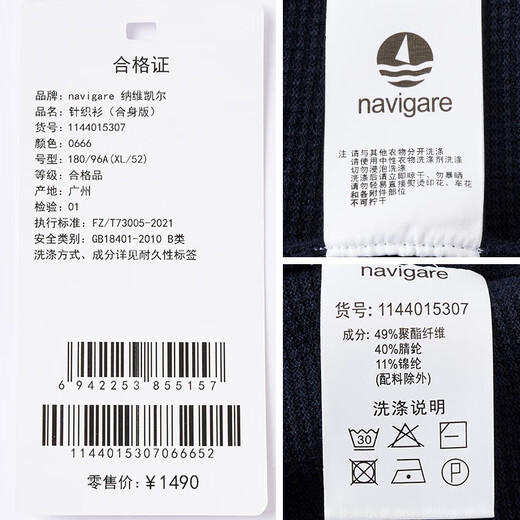 合格证
品牌: navigare 纳维凯尔
品名: 针织衫（合身版）
货号: 1144015307
颜色: 0666
号型: 180/96A(XL/52)
等级: 合格品
产地: 广州
检验: 01
执行标准: FZ/T73005-2021
安全类别: GB18401-2010 B类
洗涤方式、成分详见耐久性标签
6 942253 855157
1144015307066652
零售价: ¥1490
navigare
注 请与其他衣物分开洗涤
请使用中性衣物洗涤剂洗涤
切勿浸泡洗涤
洗涤后请立即晾干、勿暴晒
请勿轻易直接熨烫印花、车花
和各附件部位
不可拧干
navigare
货号: 1144015307
成分: 49%聚酯纤维
40%腈纶
11%锦纶
(配料除外)
洗涤说明
30
P